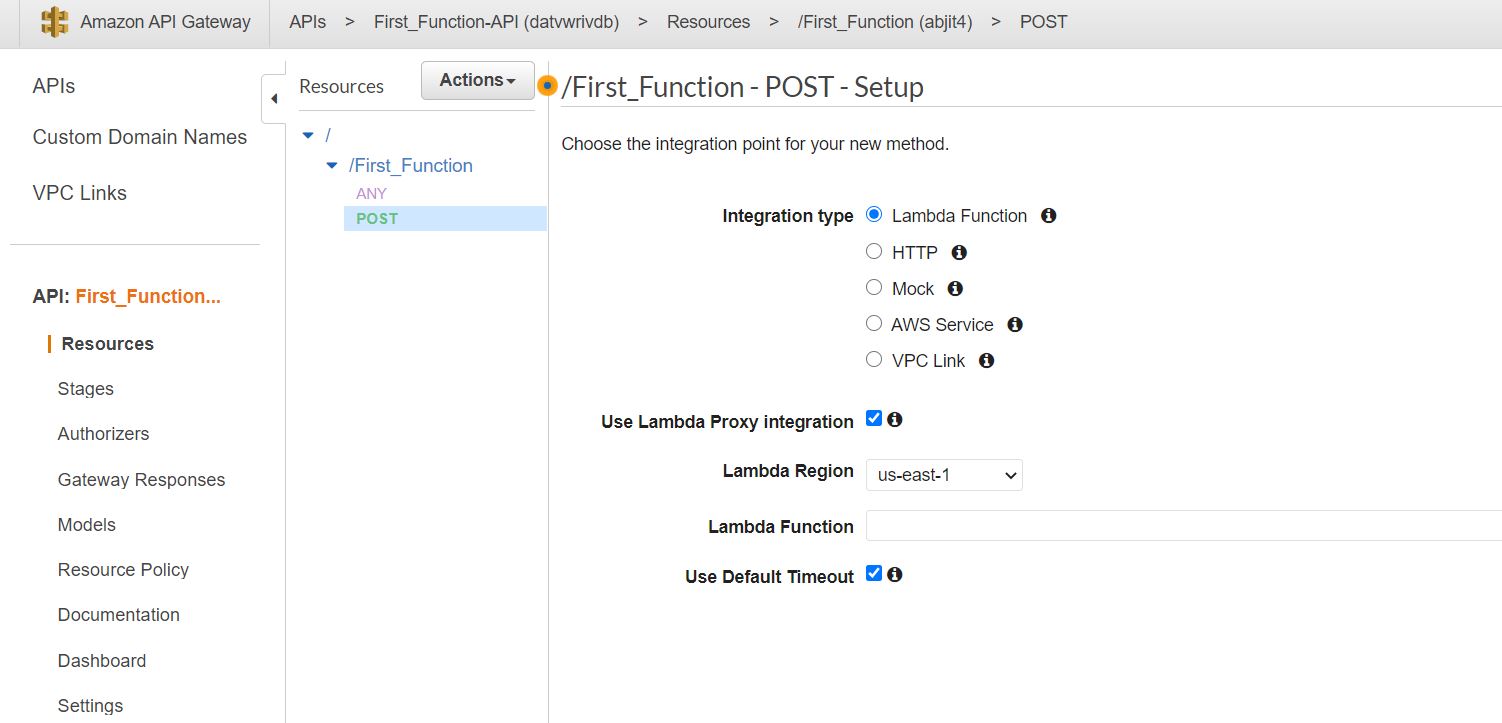 Amazon API Gateway APIs > First_Function-API (datvwrivdb) > Resources > /First_Function (abjit4) > POST
APIs
Custom Domain Names
VPC Links
API: First_Function...
Resources
Stages
Authorizers
Gateway Responses
Models
Resource Policy
Documentation
Dashboard
Settings
Resources Actions
/
/First_Function
ANY
POST
/First_Function - POST - Setup
Choose the integration point for your new method.
Integration type Lambda Function
HTTP
Mock
AWS Service
VPC Link
Use Lambda Proxy integration
Lambda Region us-east-1
Lambda Function
Use Default Timeout